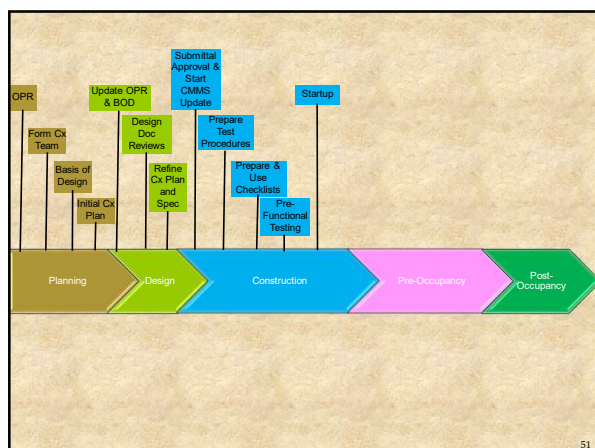 OPR
Form Cx
Team
Basis of
Design
Initial Cx
Plan
Update OPR
& BOD
Design
Doc
Reviews
Refine
Cx Plan
and
Spec
Submittal
Approval &
Start
CMMS
Update
Prepare
Test
Procedures
Prepare &
Use
Checklists
Pre-
Functional
Testing
Startup
Planning
Design
Construction
Pre-Occupancy
Post-
Occupancy
51